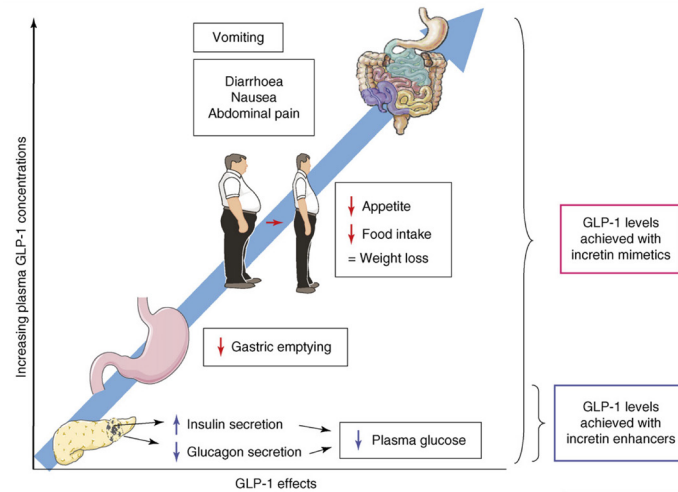 Vomiting
Diarrhoea
Nausea
Abdominal pain
Increasing plasma GLP-1 concentrations
Appetite
Food intake
= Weight loss
GLP-1 levels
achieved with
incretin mimetics
Gastric emptying
Insulin secretion
Glucagon secretion
Plasma glucose
GLP-1 levels
achieved with
incretin enhancers
GLP-1 effects